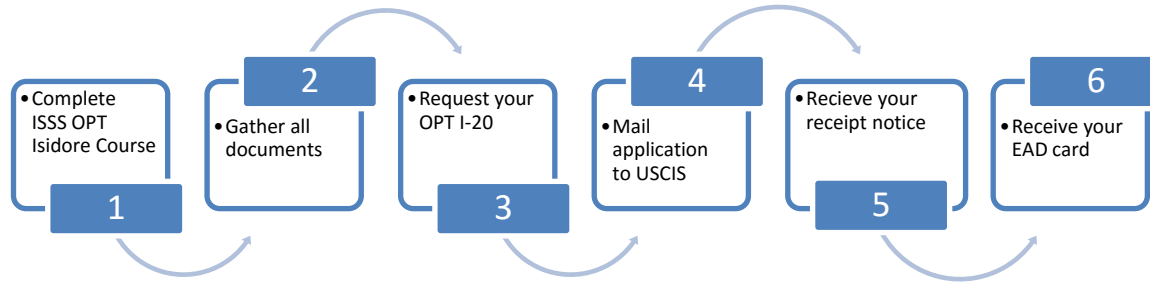 1
• Complete
ISSS OPT
Isidore Course
2
• Gather all
documents
3
• Request your
OPT I-20
4
• Mail
application
to USCIS
5
• Recieve your
receipt notice
6
• Receive your
EAD card